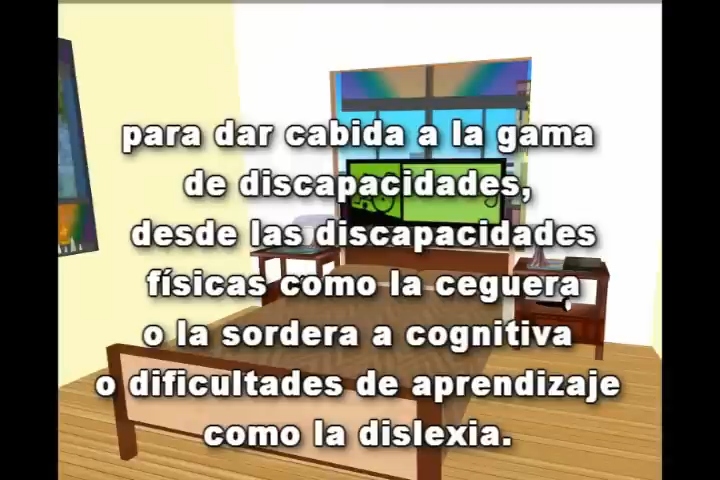 para dar cabida a la gama
de discapacidades,
desde las discapacidades
físicas como la ceguera
o la sordera a cognitiva
o dificultades de aprendizaje
como la dislexia.